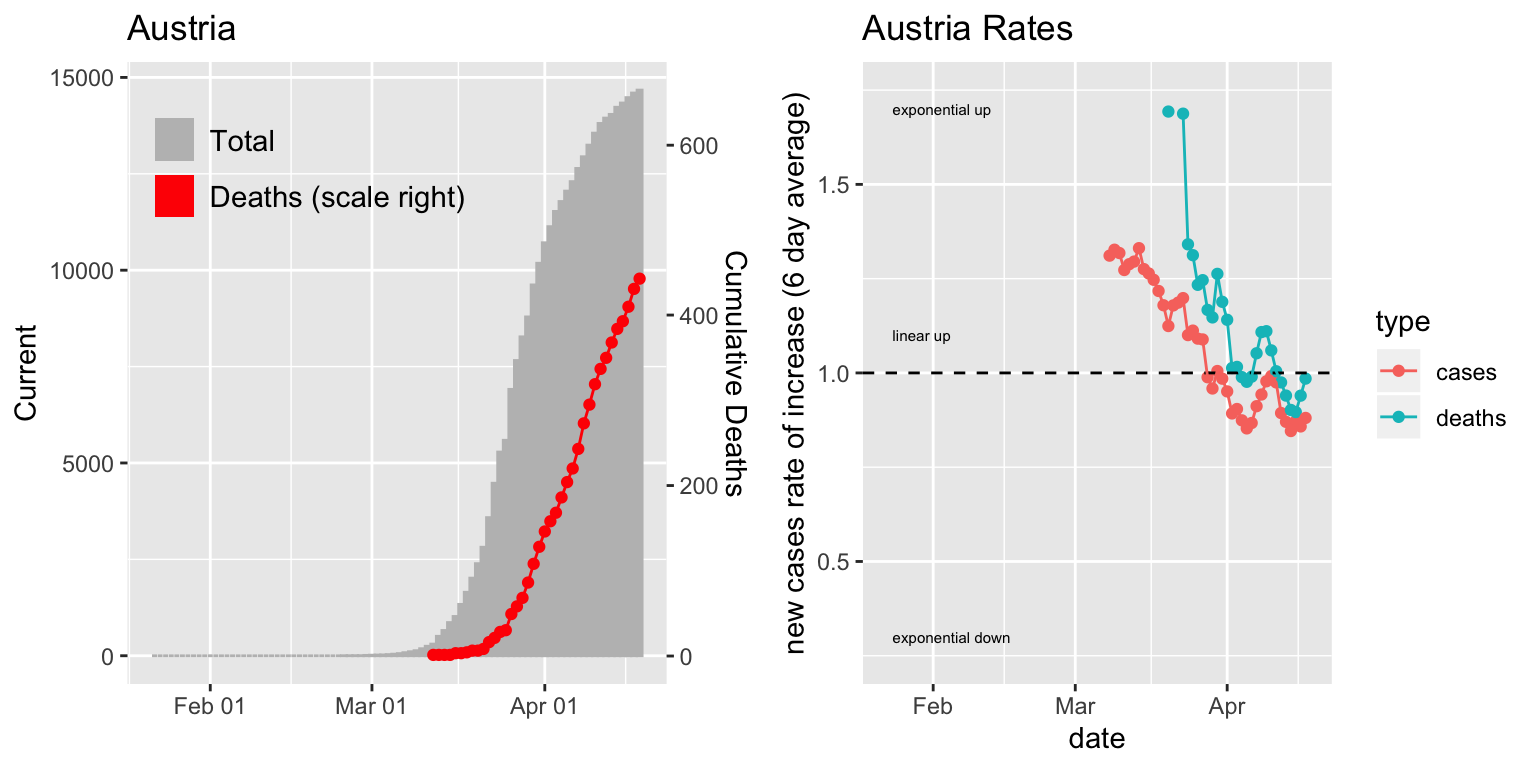 Austria
Current
15000
10000
5000
0
Total
Deaths (scale right)
600
400
200
0
Cumulative Deaths
Feb 01
Mar 01
Apr 01
Austria Rates
new cases rate of increase (6 day average)
1.5
1.0
0.5
exponential up
linear up
exponential down
Feb
Mar
Apr
date
type
cases
deaths